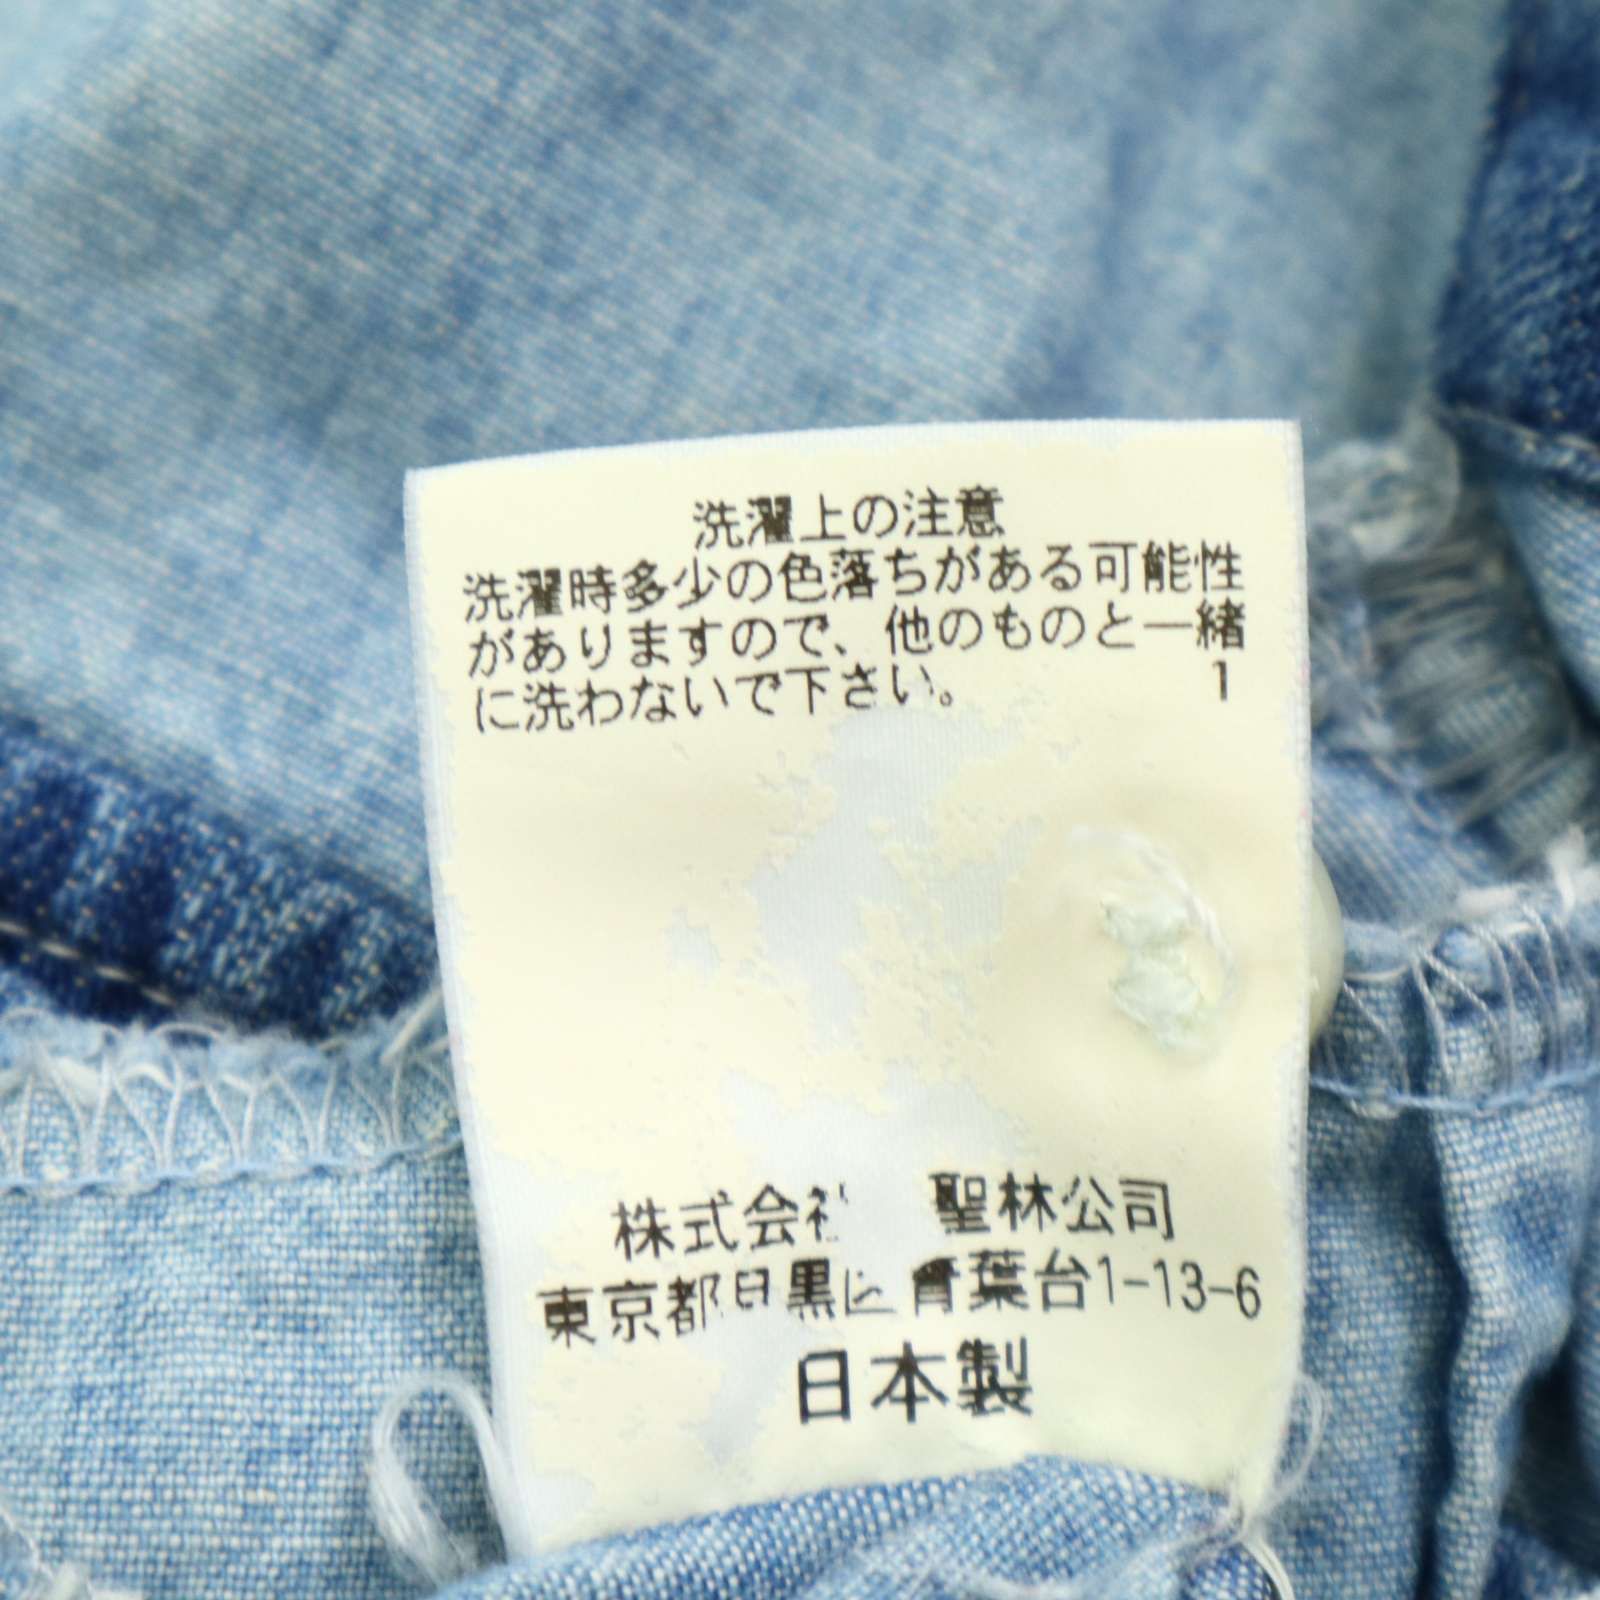 洗濯上の注意
洗濯時多少の色落ちがある可能性
がありますので、他のものと一緒
に洗わないで下さい。 1
株式会社 聖林公司
東京都目黒区青葉台1-13-6
日本製